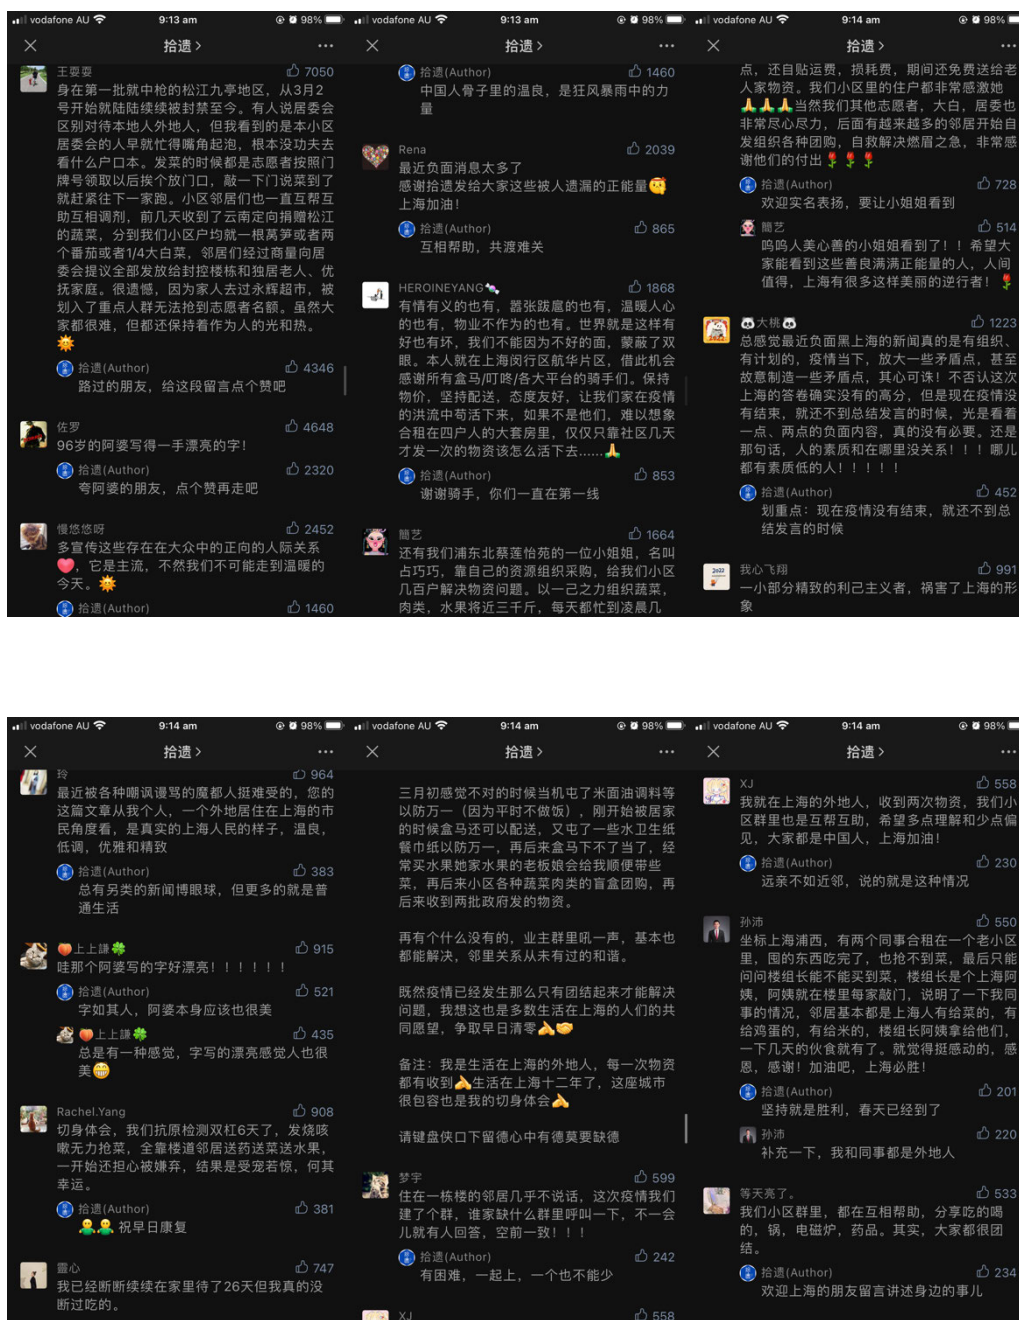 vodafone AU
9:13 am
98%
拾遗
王耍耍
7050
身在第一批就中枪的松江九亭地区，从3月2
号开始就陆陆续续被封禁至今。有人说居委会
区别对待本地人外地人，但我看到的是本小区
居委会的人早就忙得嘴角起泡，根本没功夫去
看什么户口本。发菜的时候都是志愿者按照门
牌号领取以后挨个放门口，敲一下门说菜到了
就赶紧往下一家跑。小区邻居们也一直互帮互
助互相调剂，前几天收到了云南定向捐赠松江
的蔬菜，分到我们小区户均就一根莴笋或者两
个番茄或者1/4大白菜，邻居们经过商量向居
委会提议全部发放给封控楼栋和独居老人、优
抚家庭。很遗憾，因为家人去过永辉超市，被
划入了重点人群无法抢到志愿者名额。虽然大
家都很难，但都还保持着作为人的光和热。
☀️
拾遗(Author)
4346
路过的朋友，给这段留言点个赞吧
佐罗
4648
96岁的阿婆写得一手漂亮的字！
拾遗(Author)
2320
夸阿婆的朋友，点个赞再走吧
慢悠悠呀
2452
多宣传这些存在在大众中的正向的人际关系
❤️，它是主流，不然我们不可能走到温暖的
今天。☀️
拾遗(Author)
1460
vodafone AU
9:13 am
98%
拾遗
拾遗(Author)
1460
中国人骨子里的温良，是狂风暴雨中的力
量
Rena
2039
最近负面消息太多了
感谢拾遗发给大家这些被人遗漏的正能量
上海加油！
拾遗(Author)
865
互相帮助，共渡难关
HEROINEYANG🍬
1868
有情有义的也有，嚣张跋扈的也有，温暖人心
的也有，物业不作为的也有。世界就是这样有
好也有坏，我们不能因为不好的面，蒙蔽了双
眼。本人就在上海闵行区航华片区，借此机会
感谢所有盒马/叮咚/各大平台的骑手们。保持
物价，坚持配送，态度友好，让我们家在疫情
的洪流中苟活下来，如果不是他们，难以想象
合租在四户人的大套房里，仅仅只靠社区几天
才发一次的物资该怎么活下去......🙏
拾遗(Author)
853
谢谢骑手，你们一直在第一线
簡艺
1664
还有我们浦东北蔡莲怡苑的一位小姐姐，名叫
占巧巧，靠自己的资源组织采购，给我们小区
几百户解决物资问题。以一己之力组织蔬菜，
肉类，水果将近三千斤，每天都忙到凌晨几
vodafone AU
9:14 am
98%
拾遗
点，还自贴运费，损耗费，期间还免费送给老
人家物资。我们小区里的住户都非常感激她
🙏🙏🙏当然我们其他志愿者，大白，居委也
非常尽心尽力，后面有越来越多的邻居开始自
发组织各种团购，自救解决燃眉之急，非常感
谢他们的付出🌹🌹🌹
拾遗(Author)
728
欢迎实名表扬，要让小姐姐看到
簡艺
514
呜呜人美心善的小姐姐看到了！！希望大
家能看到这些善良满满正能量的人，人间
值得，上海有很多这样美丽的逆行者！🌹
🐼大桃🐼
1223
总感觉最近负面黑上海的新闻真的是有组织、
有计划的，疫情当下，放大一些矛盾点，甚至
故意制造一些矛盾点，其心可诛！不否认这次
上海的答卷确实没有的高分，但是现在疫情没
有结束，就还不到总结发言的时候，光是看着
一点、两点的负面内容，真的没有必要。还是
那句话，人的素质和在哪里没关系！！！哪儿
都有素质低的人！！！！！
拾遗(Author)
452
划重点：现在疫情没有结束，就还不到总
结发言的时候
我心飞翔
991
一小部分精致的利己主义者，祸害了上海的形
象
vodafone AU
9:14 am
98%
拾遗
玲
964
最近被各种嘲讽谩骂的魔都人挺难受的，您的
这篇文章从我个人，一个外地居住在上海的市
民角度看，是真实的上海人民的样子，温良，
低调，优雅和精致
拾遗(Author)
383
总有另类的新闻博眼球，但更多的就是普
通生活
🍑上上謙🍀
915
哇那个阿婆写的字好漂亮！！！！！！
拾遗(Author)
521
字如其人，阿婆本身应该也很美
🍑上上謙🍀
435
总是有一种感觉，字写的漂亮感觉人也很
美😁
Rachel.Yang
908
切身体会，我们抗原检测双杠6天了，发烧咳
嗽无力抢菜，全靠楼道邻居送药送菜送水果，
一开始还担心被嫌弃，结果是受宠若惊，何其
幸运。
拾遗(Author)
381
祝早日康复
靈心
747
我已经断断续续在家里待了26天但我真的没
断过吃的。
vodafone AU
9:14 am
98%
拾遗
三月初感觉不对的时候当机屯了米面油调料等
以防万一（因为平时不做饭），刚开始被居家
的时候盒马还可以配送，又屯了一些水卫生纸
餐巾纸以防万一，再后来盒马下不了当了，经
常买水果她家水果的老板娘会给我顺便带些
菜，再后来小区各种蔬菜肉类的盲盒团购，再
后来收到两批政府发的物资。
再有个什么没有的，业主群里吼一声，基本也
都能解决，邻里关系从未有过的和谐。
既然疫情已经发生那么只有团结起来才能解决
问题，我想这也是多数生活在上海的人们的共
同愿望，争取早日清零🙏🤝
备注：我是生活在上海的外地人，每一次物资
都有收到🙏生活在上海十二年了，这座城市
很包容也是我的切身体会🙏
请键盘侠口下留德心中有德莫要缺德
梦宇
599
住在一栋楼的邻居几乎不说话，这次疫情我们
建了个群，谁家缺什么群里呼叫一下，不一会
儿就有人回答，空前一致！！！
拾遗(Author)
242
有困难，一起上，一个也不能少
XJ
558
vodafone AU
9:14 am
98%
拾遗
XJ
558
我就在上海的外地人，收到两次物资，我们小
区群里也是互帮互助，希望多点理解和少点偏
见，大家都是中国人，上海加油！
拾遗(Author)
230
远亲不如近邻，说的就是这种情况
孙沛
550
坐标上海浦西，有两个同事合租在一个老小区
里，囤的东西吃完了，也抢不到菜，最后只能
问问楼组长能不能买到菜，楼组长是个上海阿
姨，阿姨就在楼里每家敲门，说明了一下我同
事的情况，邻居基本都是上海人有给菜的，有
给鸡蛋的，有给米的，楼组长阿姨拿给他们，
一下几天的伙食就有了。就觉得挺感动的，感
恩，感谢！加油吧，上海必胜！
拾遗(Author)
201
坚持就是胜利，春天已经到了
孙沛
220
补充一下，我和同事都是外地人
等天亮了。
533
我们小区群里，都在互相帮助，分享吃的喝
的，锅，电磁炉，药品。其实，大家都很团
结。
拾遗(Author)
234
欢迎上海的朋友留言讲述身边的事儿